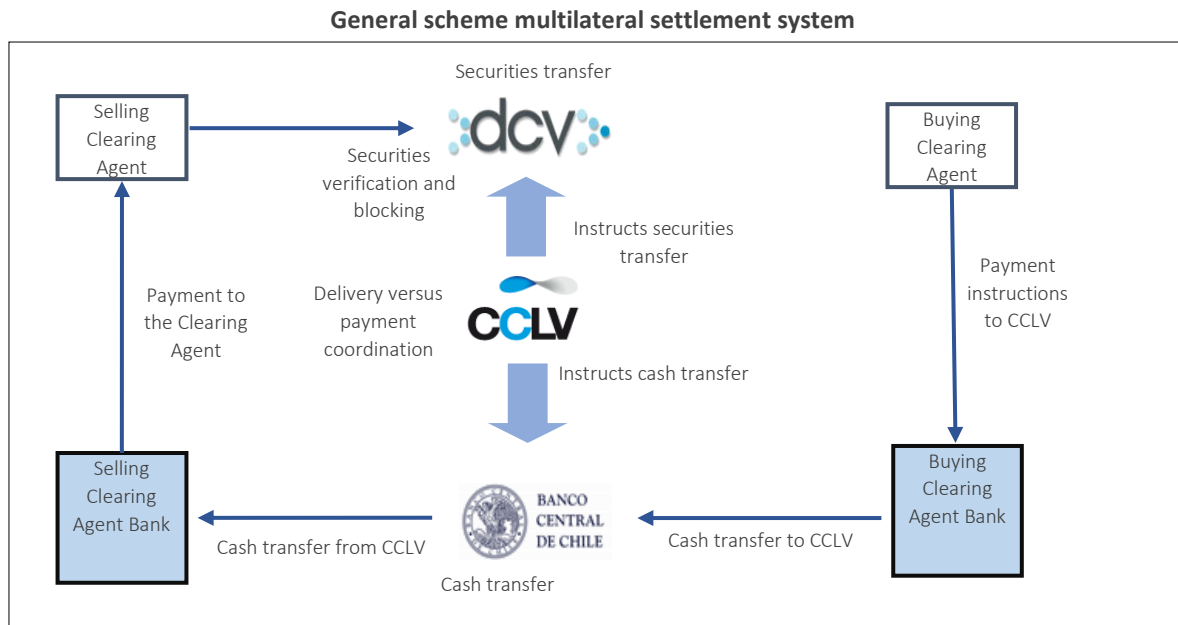 General scheme multilateral settlement system
Securities transfer
Selling
Clearing
Agent
dcv
Buying
Clearing
Agent
Securities
verification and
blocking
Instructs securities
transfer
Payment to
the Clearing
Agent
Delivery versus
payment
coordination
CCLV
Payment
instructions
to CCLV
Instructs cash transfer
Selling
Clearing
Agent Bank
BANCO
CENTRAL
DE CHILE
Buying
Clearing
Agent Bank
Cash transfer from CCLV
Cash transfer to CCLV
Cash transfer